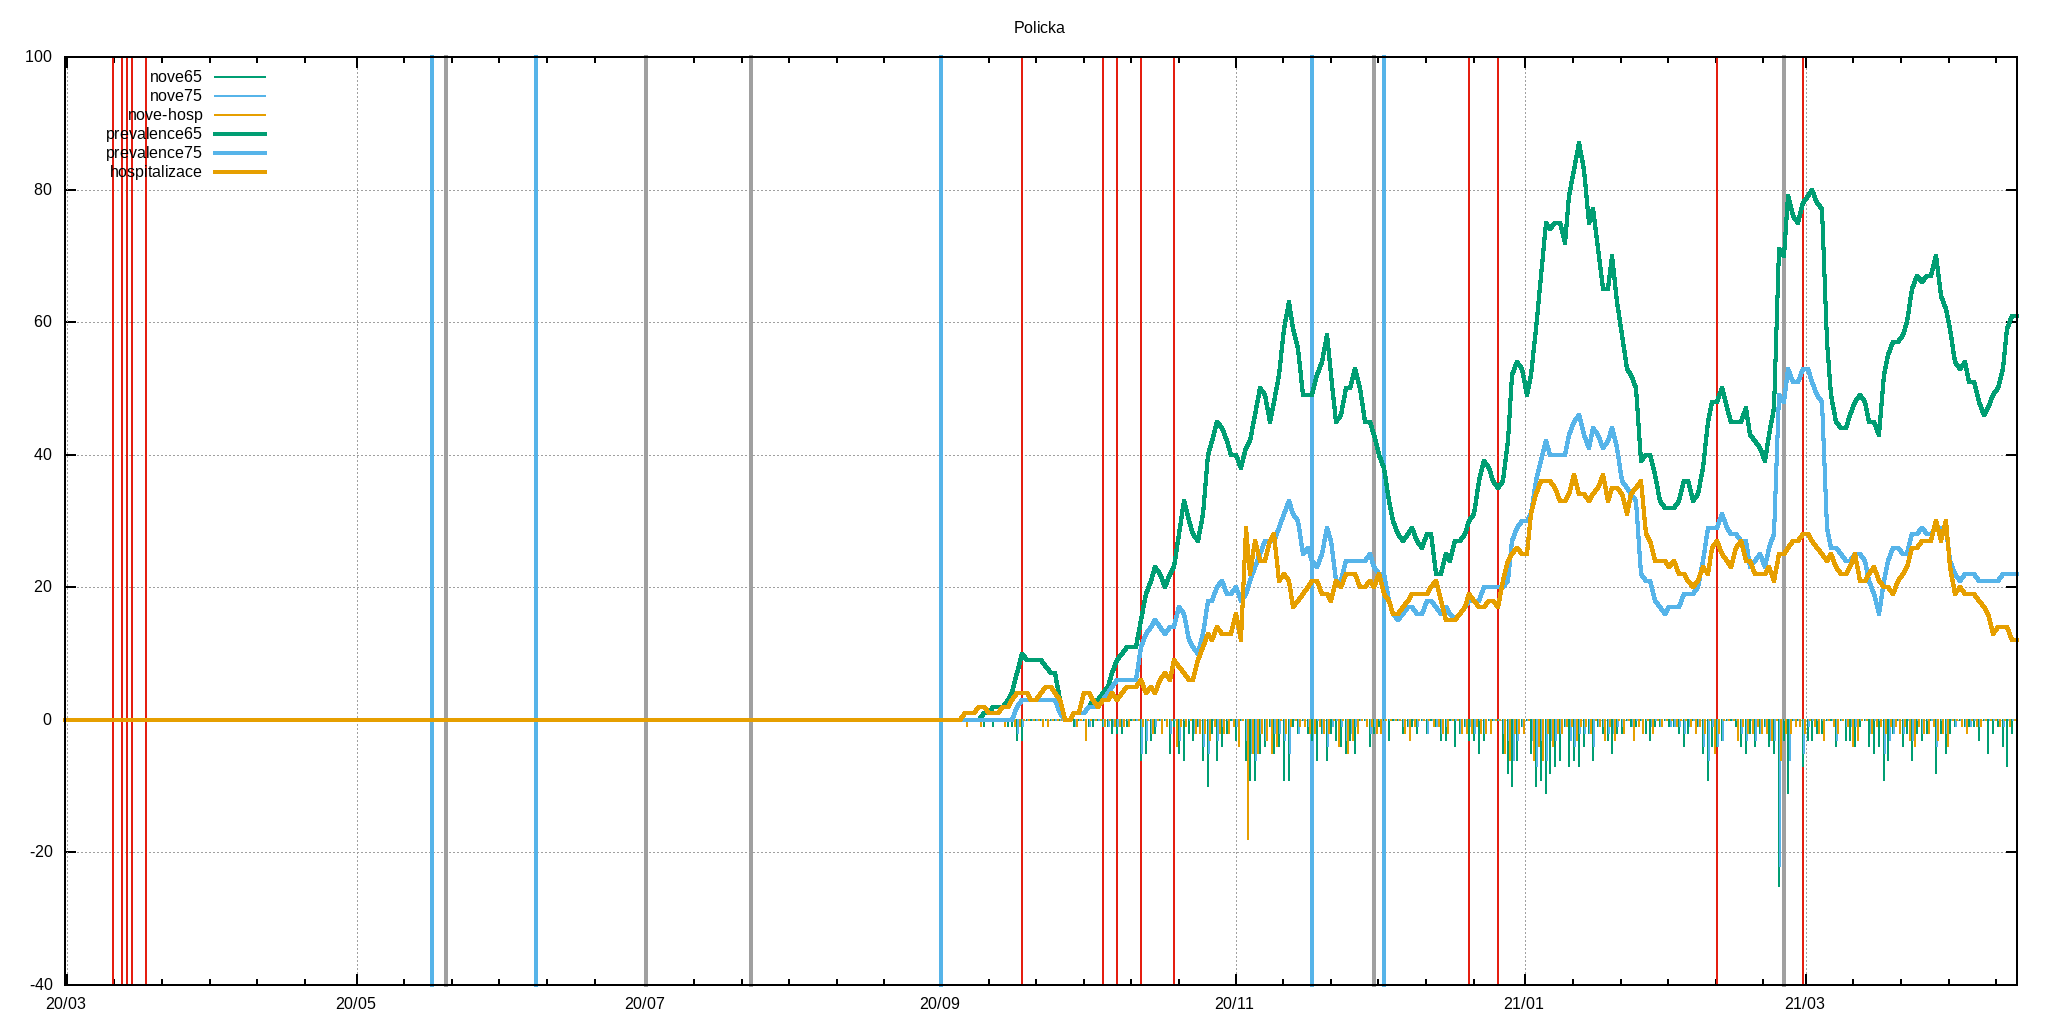 Policka
100
nove65
nove75
nove-hosp
prevalence65
prevalence75
hospitalizace
80
60
40
20
0
-20
-40
20/03 20/05 20/07 20/09 20/11 21/01 21/03